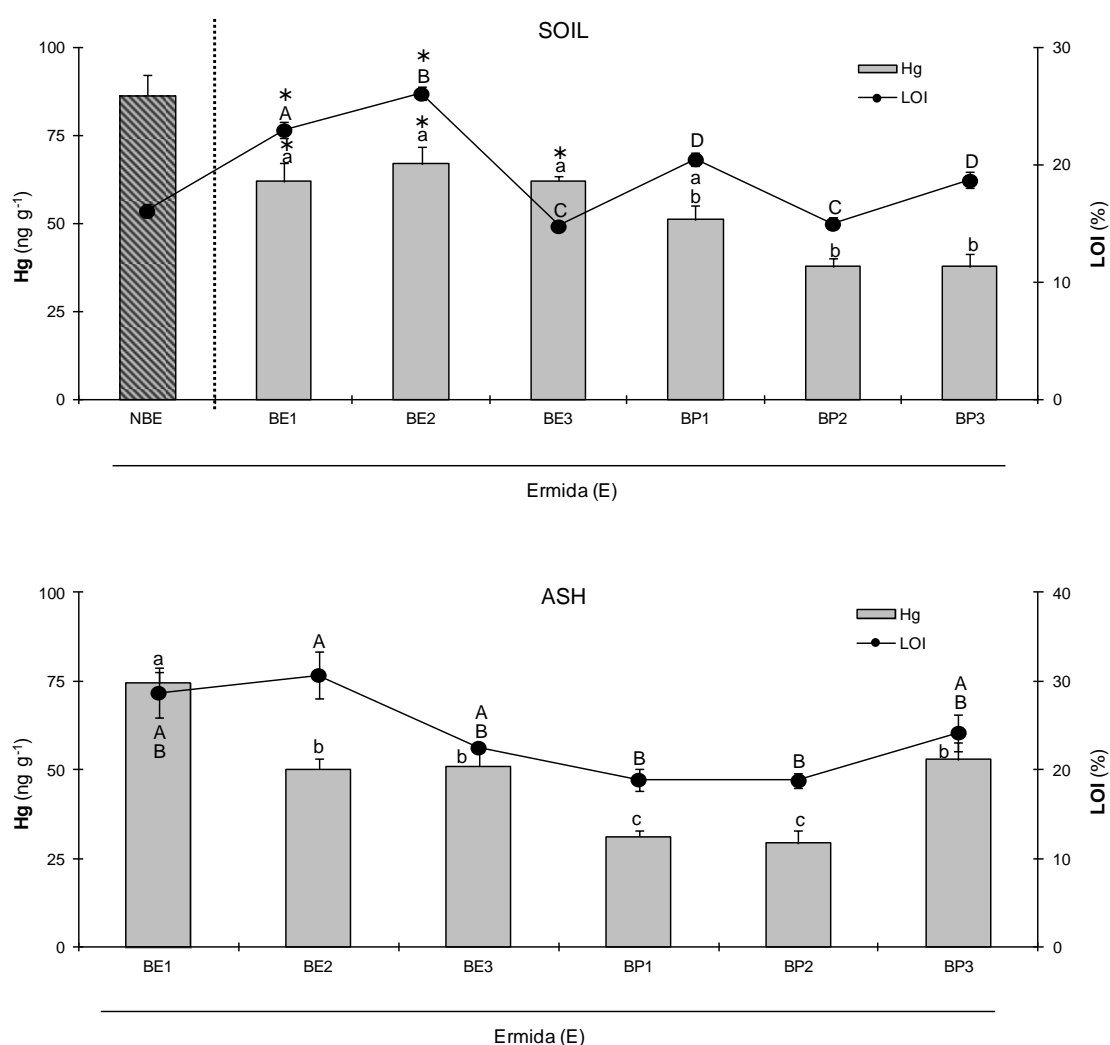 SOIL
100
75
50
25
0
Hg (ng g⁻¹)
30
20
10
0
LOI (%)
Hg
LOI
*
A
*
a
*
B
*
a
*
a
C
D
a
b
C
b
D
b
NBE
BE1
BE2
BE3
BP1
BP2
BP3
Ermida (E)
ASH
100
75
50
25
0
Hg (ng g⁻¹)
40
30
20
10
0
LOI (%)
Hg
LOI
a
A
B
A
b
A
B
b
B
c
B
c
A
B
b
BE1
BE2
BE3
BP1
BP2
BP3
Ermida (E)